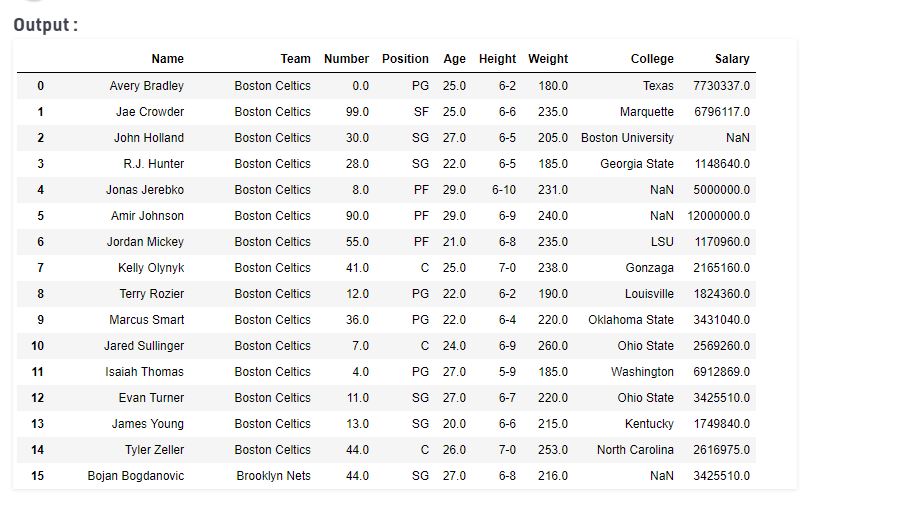 Output :
Name Team Number Position Age Height Weight College Salary
0 Avery Bradley Boston Celtics 0.0 PG 25.0 6-2 180.0 Texas 7730337.0
1 Jae Crowder Boston Celtics 99.0 SF 25.0 6-6 235.0 Marquette 6796117.0
2 John Holland Boston Celtics 30.0 SG 27.0 6-5 205.0 Boston University NaN
3 R.J. Hunter Boston Celtics 28.0 SG 22.0 6-5 185.0 Georgia State 1148640.0
4 Jonas Jerebko Boston Celtics 8.0 PF 29.0 6-10 231.0 NaN 5000000.0
5 Amir Johnson Boston Celtics 90.0 PF 29.0 6-9 240.0 NaN 12000000.0
6 Jordan Mickey Boston Celtics 55.0 PF 21.0 6-8 235.0 LSU 1170960.0
7 Kelly Olynyk Boston Celtics 41.0 C 25.0 7-0 238.0 Gonzaga 2165160.0
8 Terry Rozier Boston Celtics 12.0 PG 22.0 6-2 190.0 Louisville 1824360.0
9 Marcus Smart Boston Celtics 36.0 PG 22.0 6-4 220.0 Oklahoma State 3431040.0
10 Jared Sullinger Boston Celtics 7.0 C 24.0 6-9 260.0 Ohio State 2569260.0
11 Isaiah Thomas Boston Celtics 4.0 PG 27.0 5-9 185.0 Washington 6912869.0
12 Evan Turner Boston Celtics 11.0 SG 27.0 6-7 220.0 Ohio State 3425510.0
13 James Young Boston Celtics 13.0 SG 20.0 6-6 215.0 Kentucky 1749840.0
14 Tyler Zeller Boston Celtics 44.0 C 26.0 7-0 253.0 North Carolina 2616975.0
15 Bojan Bogdanovic Brooklyn Nets 44.0 SG 27.0 6-8 216.0 NaN 3425510.0